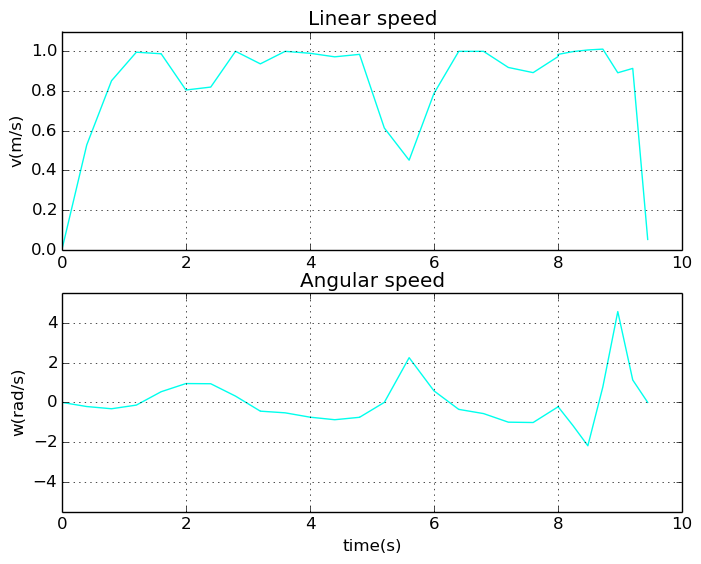 Linear speed
v(m/s)
1.0
0.8
0.6
0.4
0.2
0.0
0 2 4 6 8 10
Angular speed
w(rad/s)
4
2
0
−2
−4
0 2 4 6 8 10
time(s)